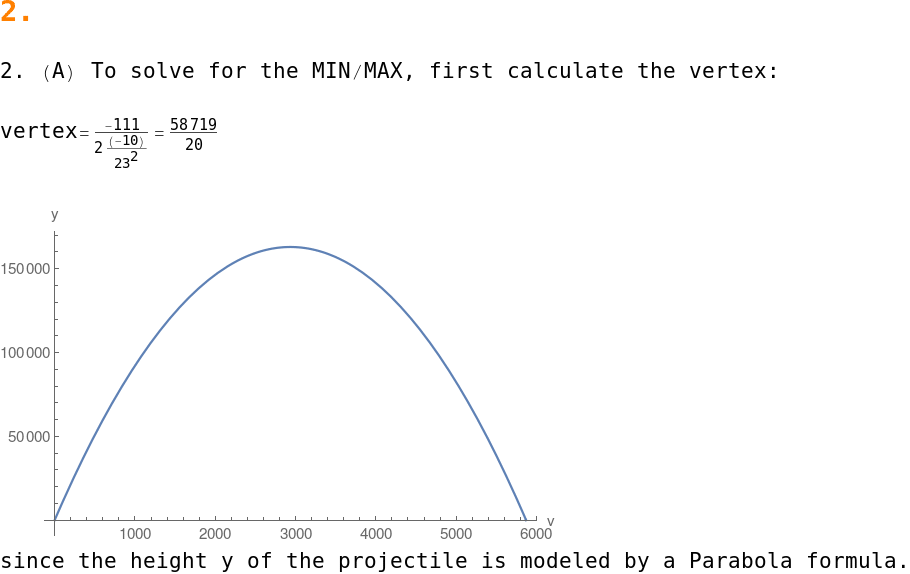 2.
2. (A) To solve for the MIN/MAX, first calculate the vertex:
vertex= -111 / (2 (-10)/23^2) = 58719/20
y
150000
100000
50000
1000 2000 3000 4000 5000 6000 v
since the height y of the projectile is modeled by a Parabola formula.